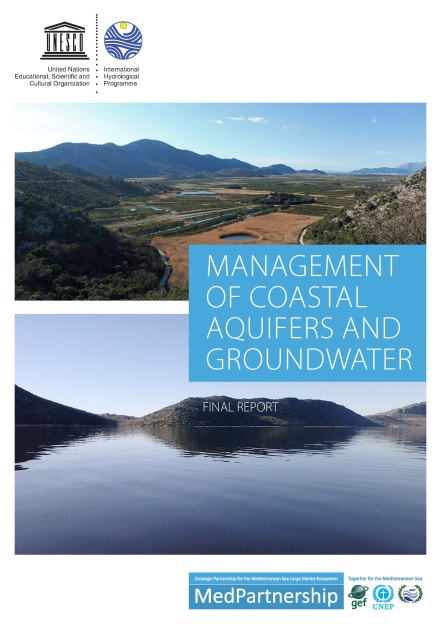 UNESCO
United Nations
Educational, Scientific and
Cultural Organization
International
Hydrological
Programme
MANAGEMENT
OF COASTAL
AQUIFERS AND
GROUNDWATER
FINAL REPORT
Strategic Partnership for the Mediterranean Sea Large Marine Ecosystem
MedPartnership
Together for the Mediterranean Sea
gef
UNEP